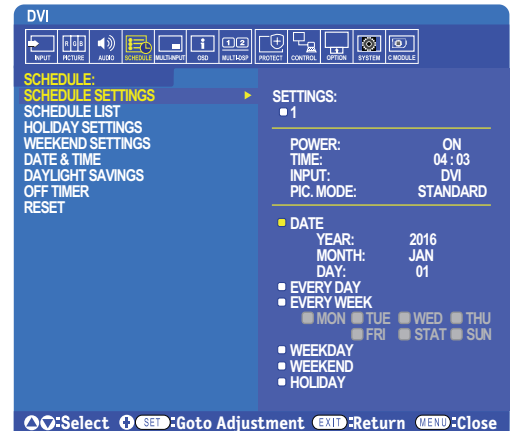 DVI
INPUT RGB PICTURE AUDIO SCHEDULE MULTI-INPUT i OSD 1 2 MULTI-DSP PROTECT CONTROL OPTION SYSTEM C MODULE
SCHEDULE:
SCHEDULE SETTINGS
SCHEDULE LIST
HOLIDAY SETTINGS
WEEKEND SETTINGS
DATE & TIME
DAYLIGHT SAVINGS
OFF TIMER
RESET
SETTINGS:
1
POWER: ON
TIME: 04 : 03
INPUT: DVI
PIC. MODE: STANDARD
DATE
YEAR: 2016
MONTH: JAN
DAY: 01
EVERY DAY
EVERY WEEK
MON TUE WED THU
FRI STAT SUN
WEEKDAY
WEEKEND
HOLIDAY
:Select SET:Goto Adjustment EXIT:Return MENU:Close